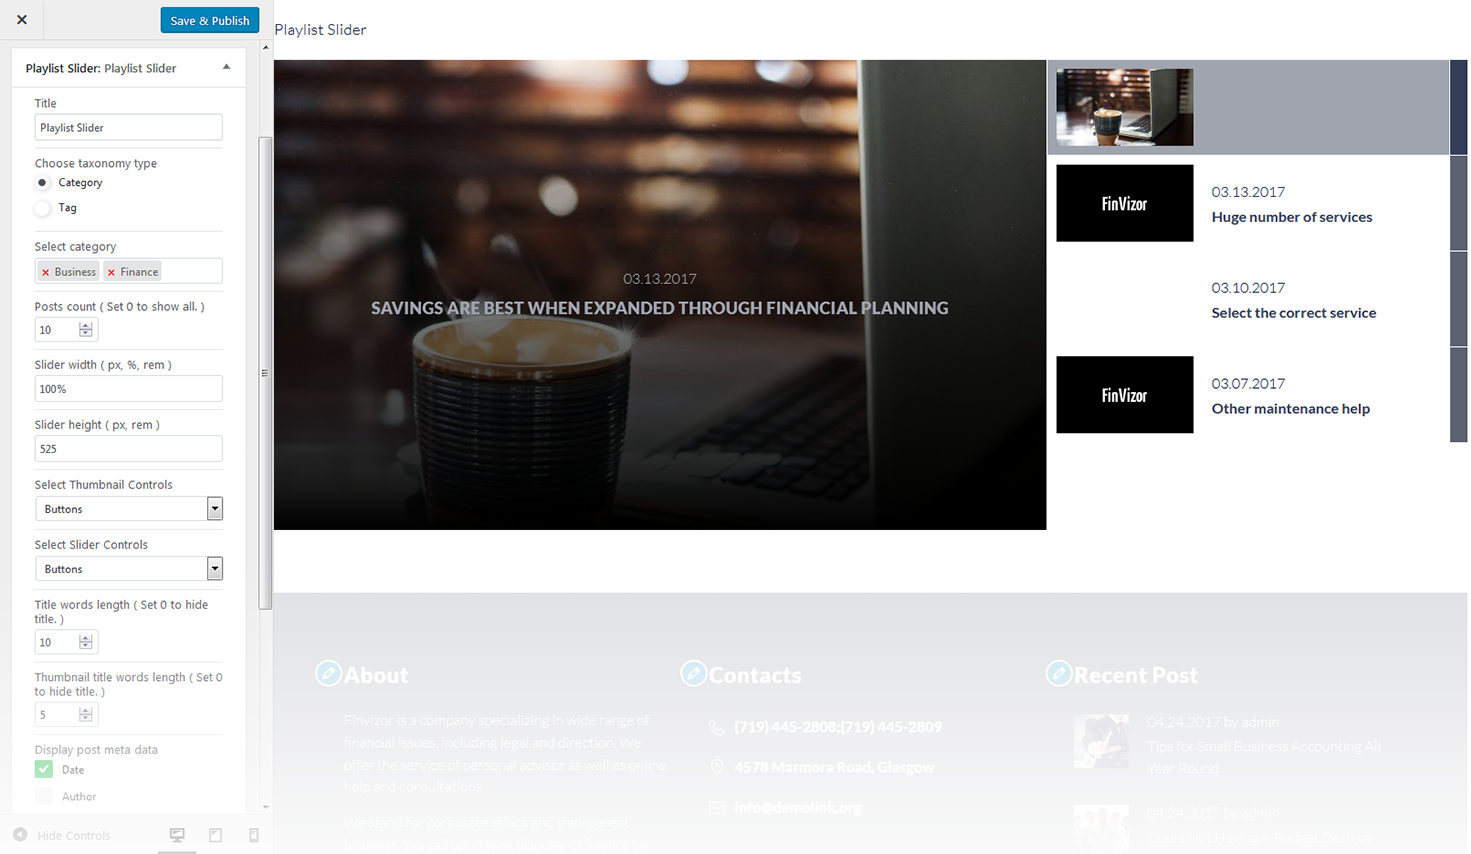 Save & Publish
Playlist Slider: Playlist Slider
Title
Playlist Slider
Choose taxonomy type
Category
Tag
Select category
× Business × Finance
Posts count ( Set 0 to show all. )
10
Slider width ( px, %, rem )
100%
Slider height ( px, rem )
525
Select Thumbnail Controls
Buttons
Select Slider Controls
Buttons
Title words length ( Set 0 to hide
title. )
10
Thumbnail title words length ( Set 0
to hide title. )
5
Display post meta data
Date
Author
Hide Controls
Playlist Slider
03.13.2017
SAVINGS ARE BEST WHEN EXPANDED THROUGH FINANCIAL PLANNING
FinVizor
03.13.2017
Huge number of services
03.10.2017
Select the correct service
FinVizor
03.07.2017
Other maintenance help
About
Finvizor is a company specializing in wide range of
financial issues, including legal and direction. We
offer the service of personal advisor as well as online
help and consultations.
We stand for corporate ethics and transparent
business. We call upon
Contacts
(719) 445-2808;(719) 445-2809
4578 Marmora Road, Glasgow
info@demolink.org
Recent Post
04.24.2017 by admin
Tips for Small Business Accounting All
Year Round
04.24.2017 by admin
Could Not Having A Budget Destroy